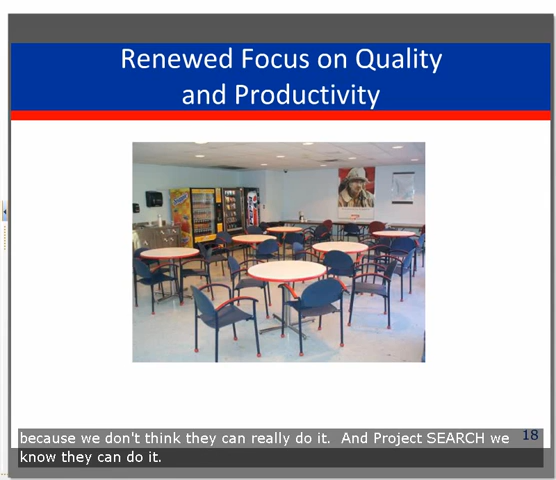 Renewed Focus on Quality
and Productivity
18
because we don't think they can really do it.  And Project SEARCH we
know they can do it.